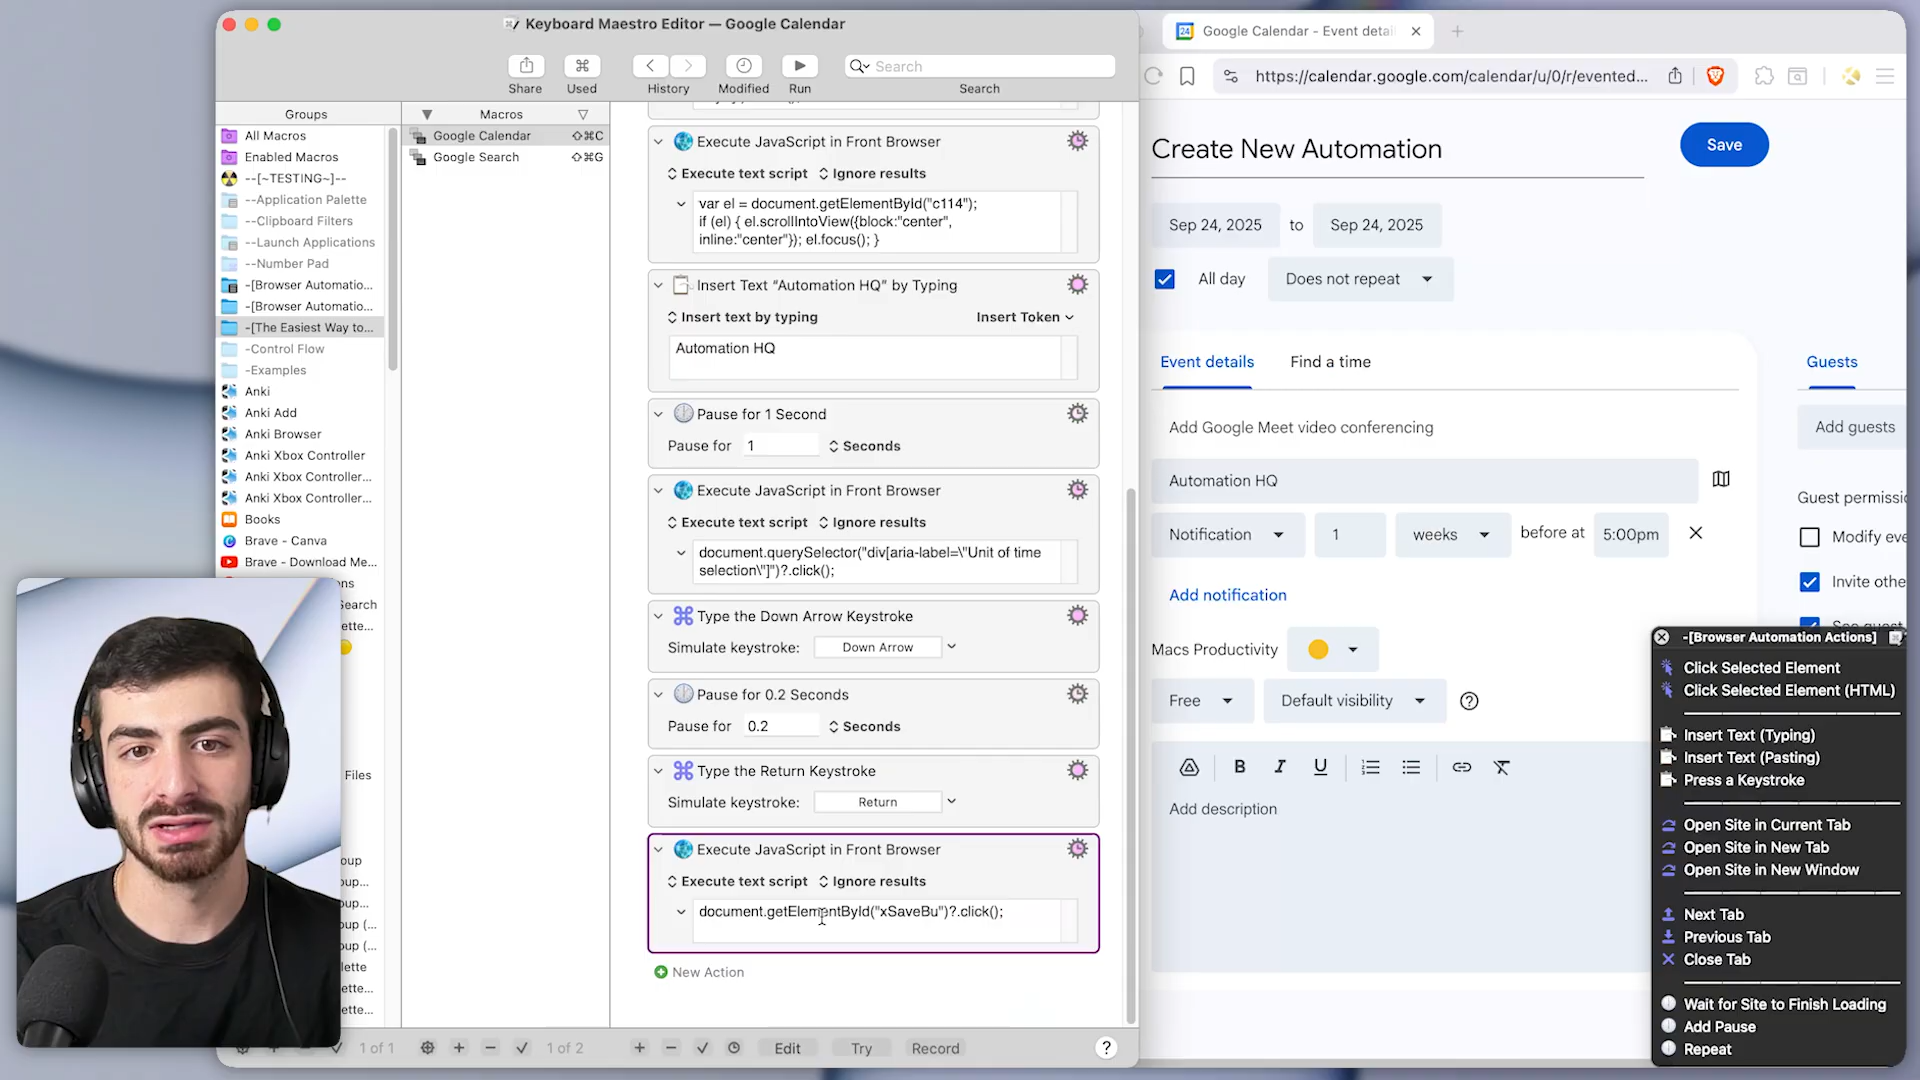 Keyboard Maestro Editor — Google Calendar
Share
Used
History
Modified
Run
Search
Search
Groups
Macros
All Macros
Enabled Macros
--[~TESTING~]--
--Application Palette
--Clipboard Filters
--Launch Applications
--Number Pad
-[Browser Automatio...
-[Browser Automatio...
-[The Easiest Way to...
-Control Flow
-Examples
Anki
Anki Add
Anki Browser
Anki Xbox Controller
Anki Xbox Controller...
Anki Xbox Controller...
Books
Brave - Canva
Brave - Download Me...
ns
Search
ette...
Files
oup
oup...
oup (...
oup (...
lette
ette...
ette...
Google Calendar ⇧⌘C
Google Search ⇧⌘G
Execute JavaScript in Front Browser
Execute text script Ignore results
var el = document.getElementById("c114");
if (el) { el.scrollIntoView({block:"center",
inline:"center"}); el.focus(); }
Insert Text “Automation HQ” by Typing
Insert text by typing Insert Token
Automation HQ
Pause for 1 Second
Pause for 1 Seconds
Execute JavaScript in Front Browser
Execute text script Ignore results
document.querySelector("div[aria-label=\"Unit of time
selection\"]")?.click();
Type the Down Arrow Keystroke
Simulate keystroke: Down Arrow
Pause for 0.2 Seconds
Pause for 0.2 Seconds
Type the Return Keystroke
Simulate keystroke: Return
Execute JavaScript in Front Browser
Execute text script Ignore results
document.getElementById("xSaveBu")?.click();
New Action
1 of 1
1 of 2
Edit
Try
Record
?
24 Google Calendar - Event detai
https://calendar.google.com/calendar/u/0/r/evented...
Create New Automation
Save
Sep 24, 2025 to Sep 24, 2025
All day Does not repeat
Event details Find a time
Guests
Add Google Meet video conferencing
Add guests
Automation HQ
Guest permissio
Notification 1 weeks before at 5:00pm
Modify eve
Invite othe
Add notification
See guest
Macs Productivity
Free Default visibility
B I U
Add description
-[Browser Automation Actions]
Click Selected Element
Click Selected Element (HTML)
Insert Text (Typing)
Insert Text (Pasting)
Press a Keystroke
Open Site in Current Tab
Open Site in New Tab
Open Site in New Window
Next Tab
Previous Tab
Close Tab
Wait for Site to Finish Loading
Add Pause
Repeat